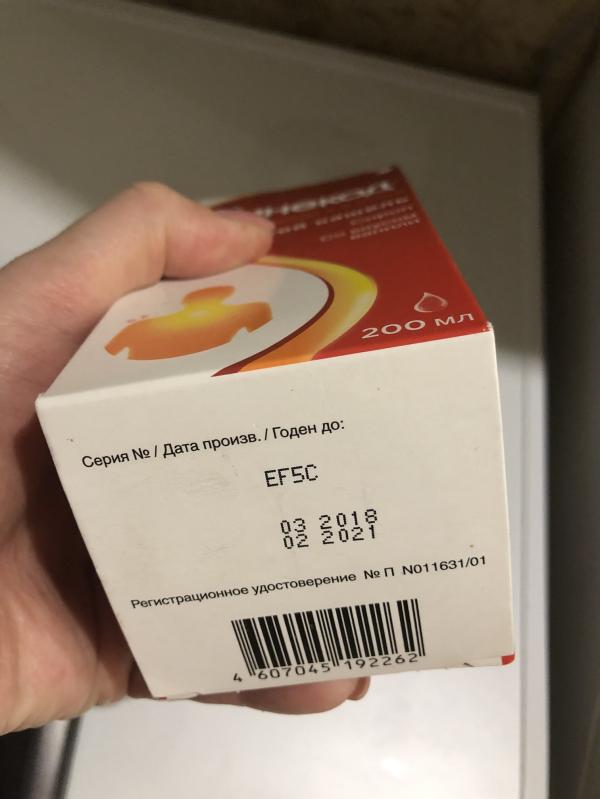 200 мл
Серия № / Дата произв. / Годен до:
EF5C
03 2018
02 2021
Регистрационное удостоверение № П N011631/01
4 607045 192262